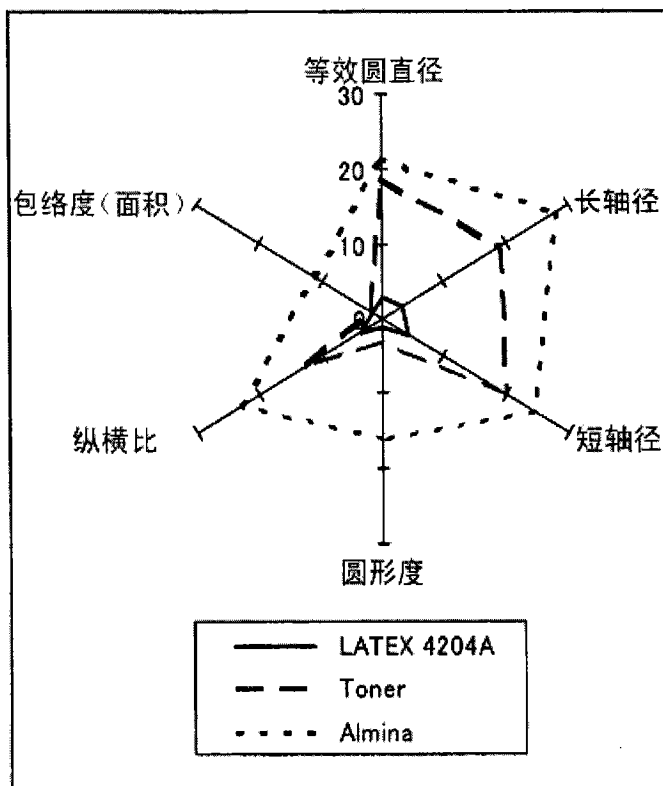 等效圆直径
30
20
10
0
包络度(面积)
长轴径
纵横比
短轴径
圆形度
LATEX 4204A
Toner
Almina